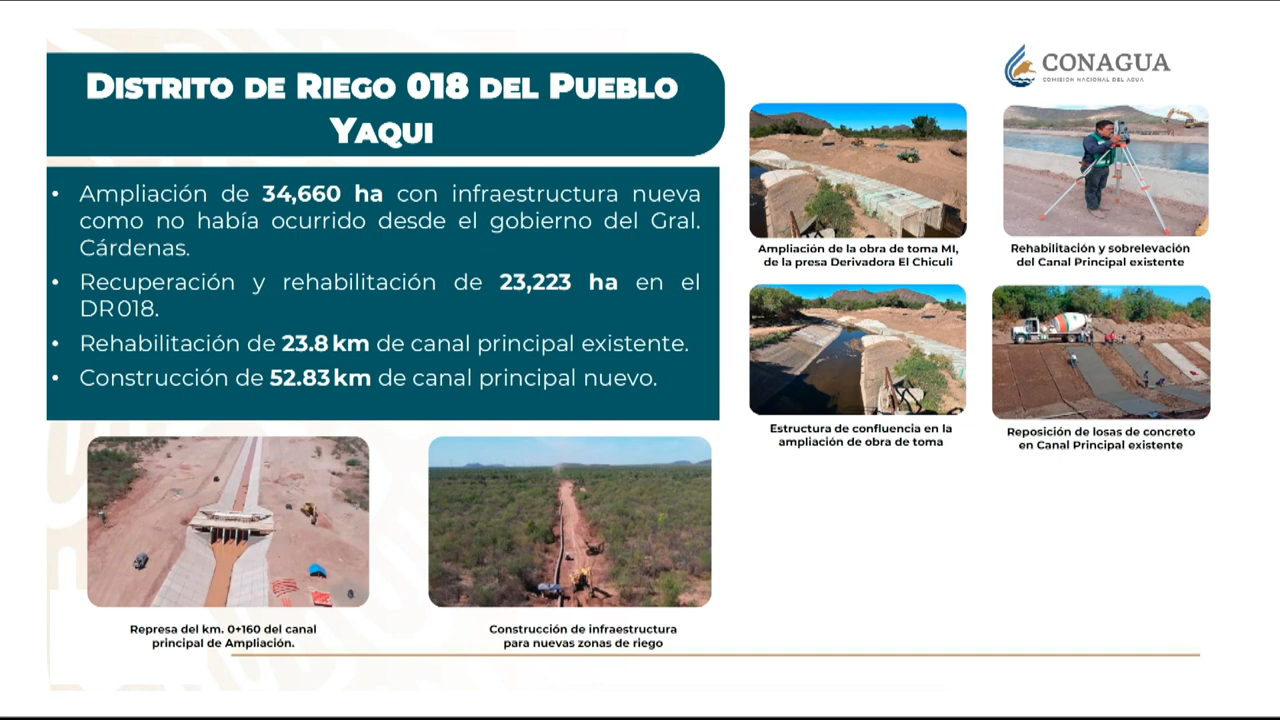 DISTRITO DE RIEGO 018 DEL PUEBLO
YAQUI
• Ampliación de 34,660 ha con infraestructura nueva
como no había ocurrido desde el gobierno del Gral.
Cárdenas.
• Recuperación y rehabilitación de 23,223 ha en el
DR 018.
• Rehabilitación de 23.8 km de canal principal existente.
• Construcción de 52.83 km de canal principal nuevo.
Represa del km. 0+160 del canal
principal de Ampliación.
Construcción de infraestructura
para nuevas zonas de riego
CONAGUA
COMISIÓN NACIONAL DEL AGUA
Ampliación de la obra de toma MI,
de la presa Derivadora El Chiculi
Rehabilitación y sobrelevación
del Canal Principal existente
Estructura de confluencia en la
ampliación de obra de toma
Reposición de losas de concreto
en Canal Principal existente